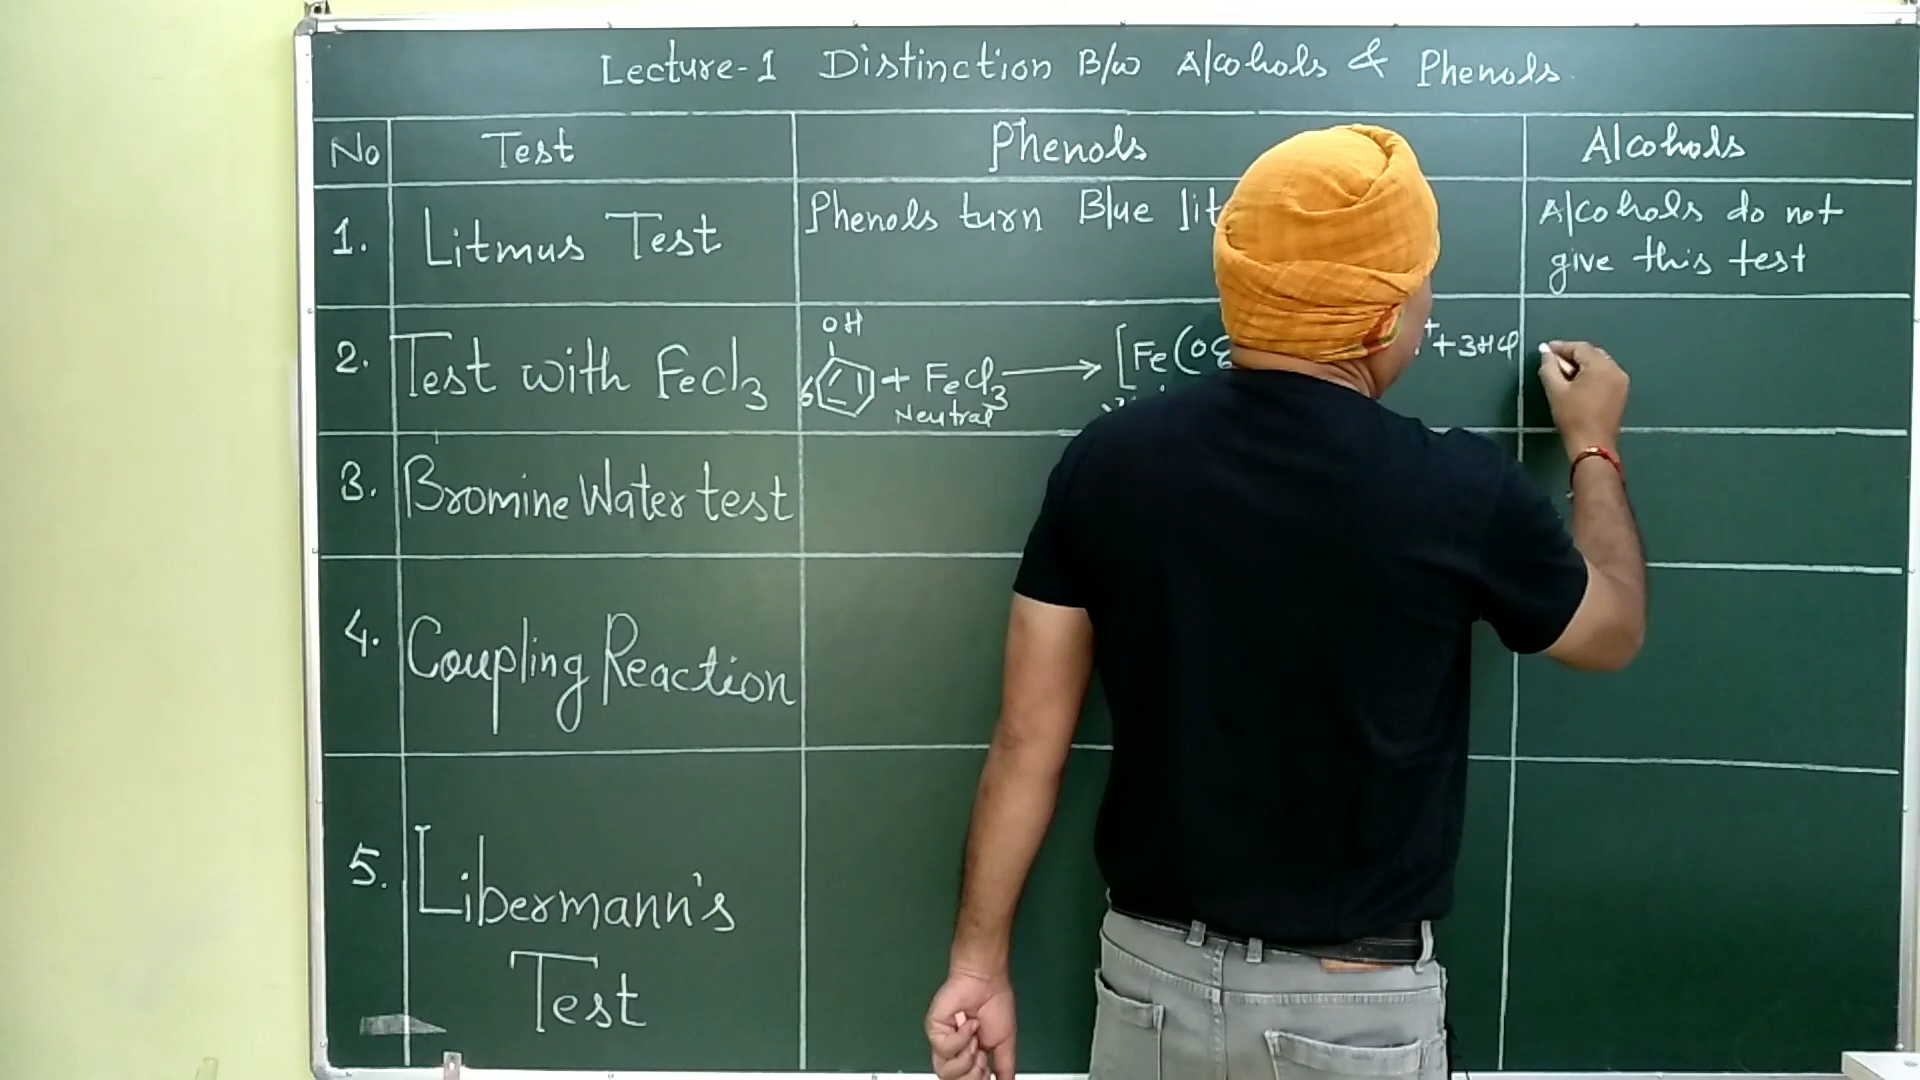 Lecture-1 Distinction B/w Alcohols & Phenols
No Test Phenols Alcohols
1. Litmus Test Phenols turn Blue Alcohols do not
give this test
2. Test with FeCl3 6 + FeCl3 → [Fe(O + 3HCl
OH
Neutral
3. Bromine Water test
4. Coupling Reaction
5. Libermann's
Test